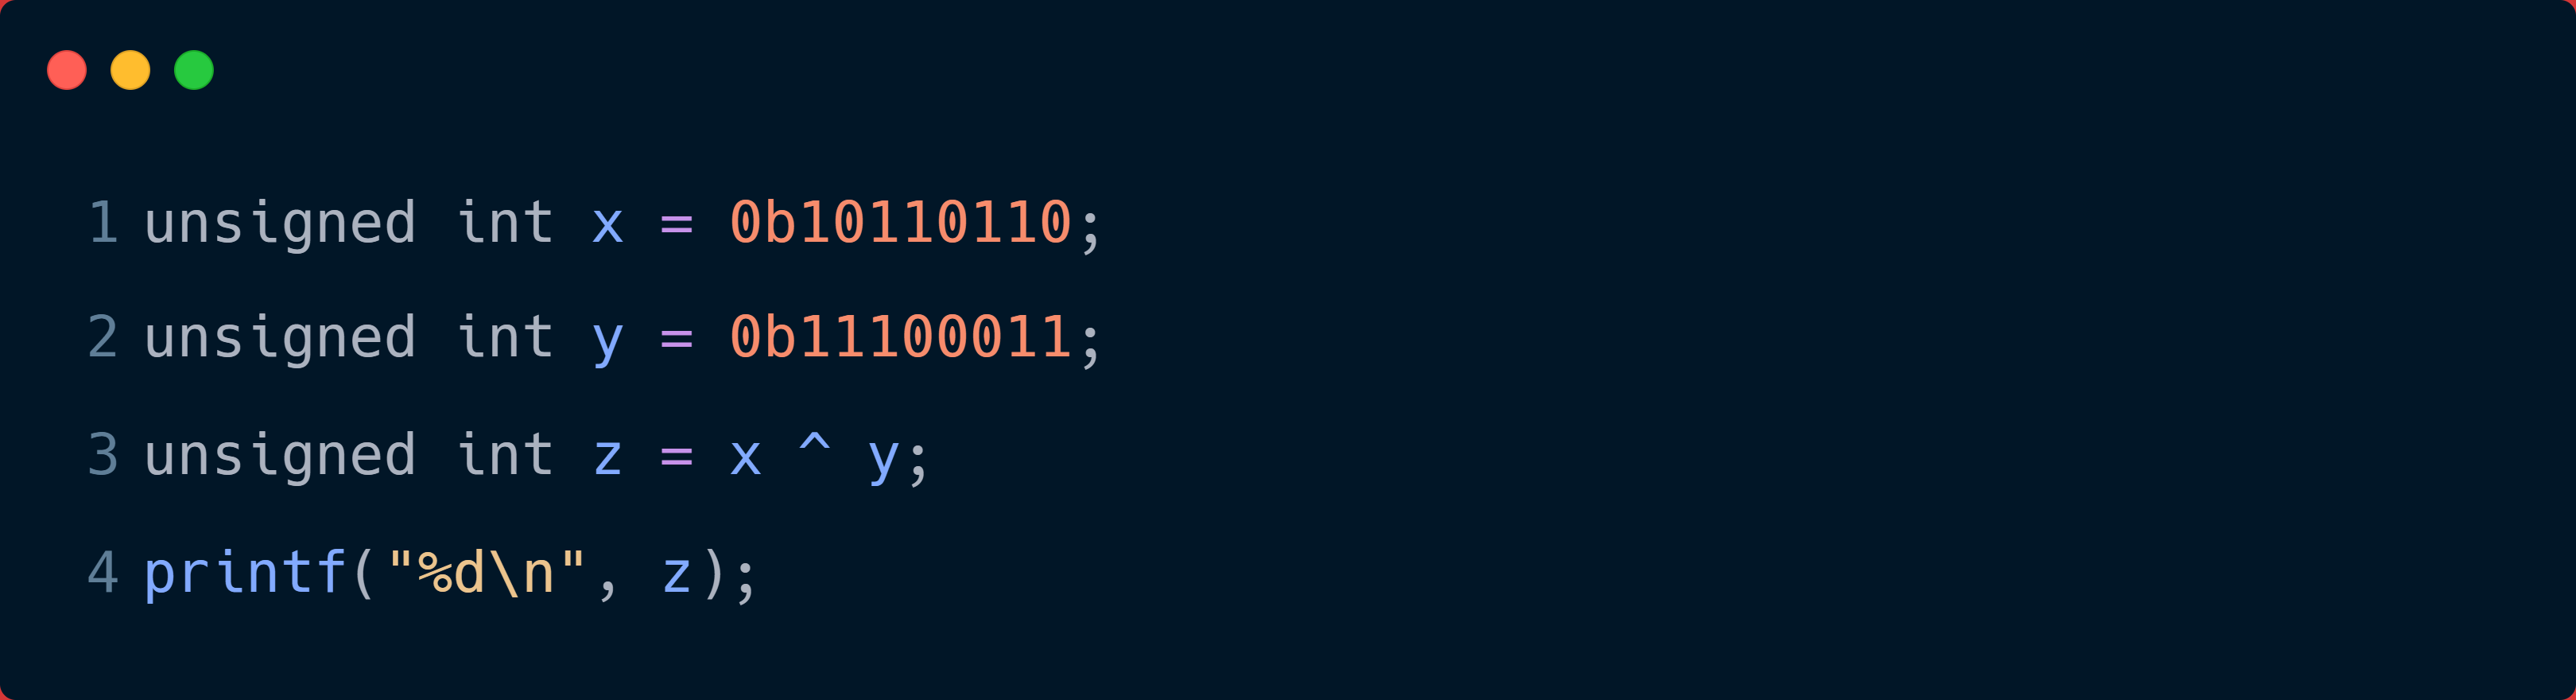 1 unsigned int x = 0b10110110;
2 unsigned int y = 0b11100011;
3 unsigned int z = x ^ y;
4 printf("%d\n", z);